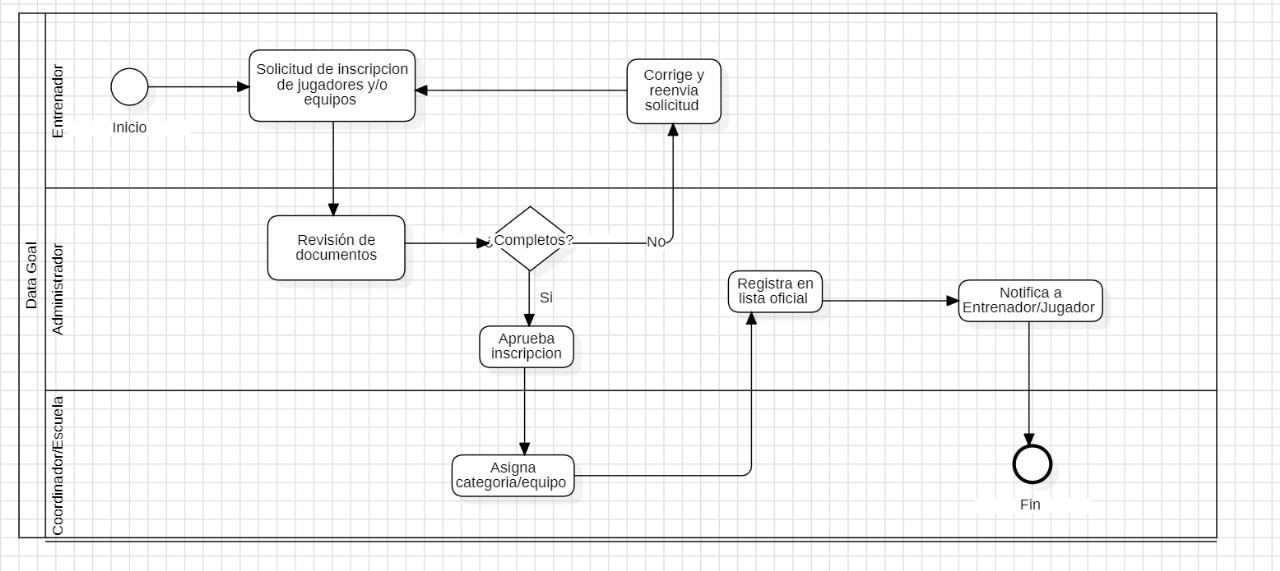 Data Goal
Entrenador
Inicio
Solicitud de inscripcion
de jugadores y/o
equipos
Corrige y
reenvia
solicitud
Administrador
Revisión de
documentos
¿Completos?
No
Si
Aprueba
inscripcion
Registra en
lista oficial
Notifica a
Entrenador/Jugador
Coordinador/Escuela
Asigna
categoria/equipo
Fin